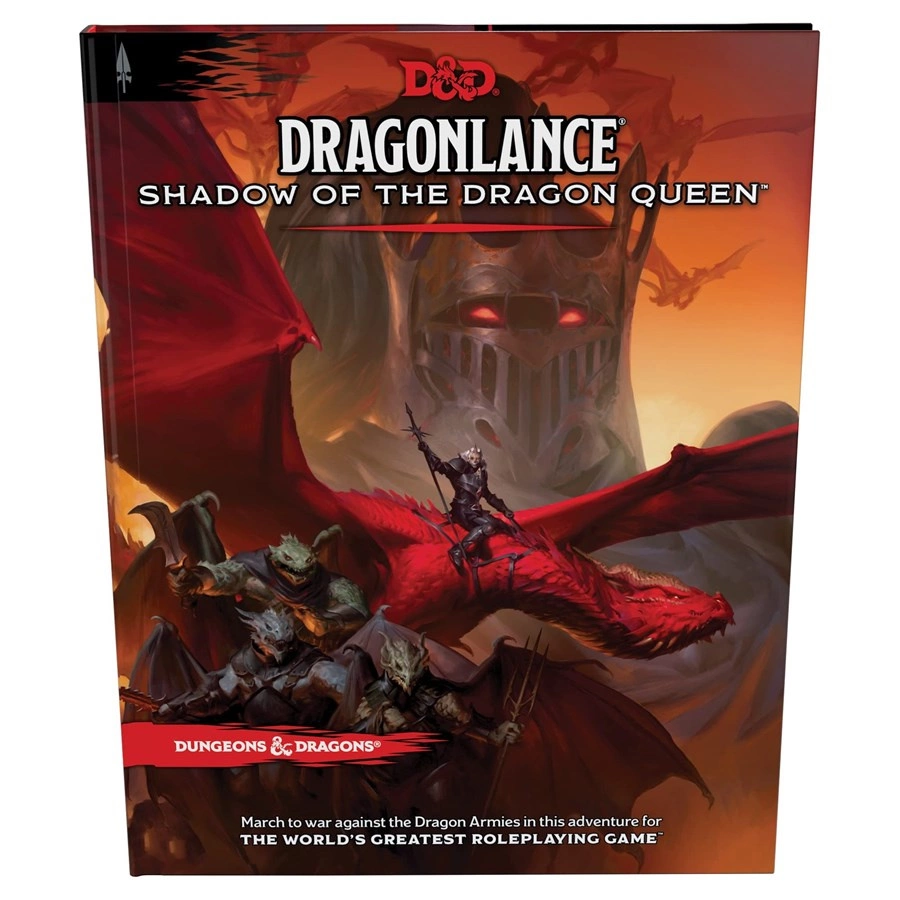 D&D®
DRAGONLANCE®
SHADOW OF THE DRAGON QUEEN™
DUNGEONS & DRAGONS®
March to war against the Dragon Armies in this adventure for
THE WORLD'S GREATEST ROLEPLAYING GAME™